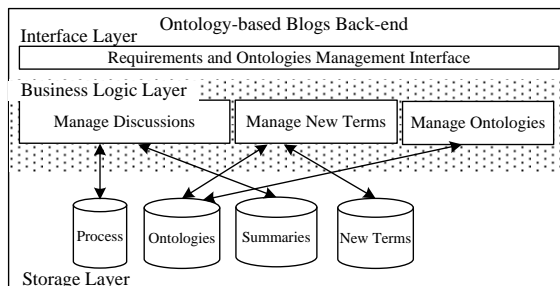 Ontology-based Blogs Back-end
Interface Layer
Requirements and Ontologies Management Interface
Business Logic Layer
Manage Discussions
Manage New Terms
Manage Ontologies
Process
Ontologies
Summaries
New Terms
Storage Layer